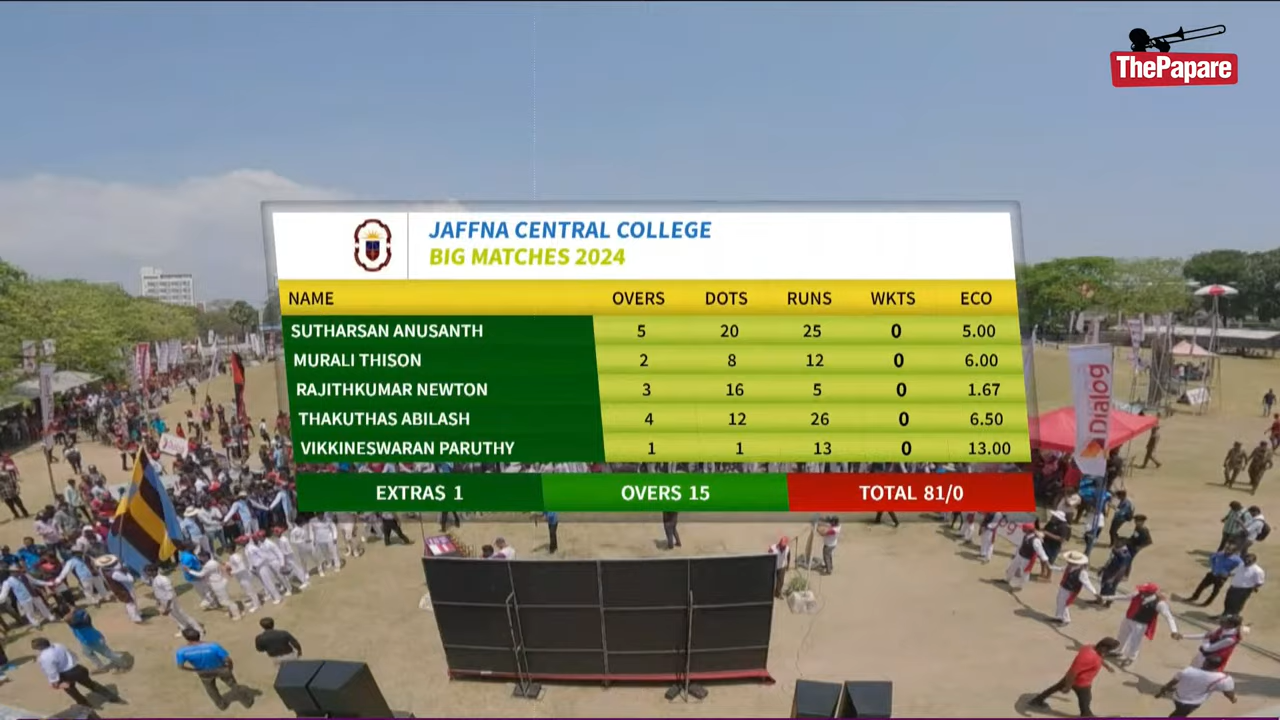 ThePapare
JAFFNA CENTRAL COLLEGE
BIG MATCHES 2024
NAME OVERS DOTS RUNS WKTS ECO
SUTHARSAN ANUSANTH 5 20 25 0 5.00
MURALI THISON 2 8 12 0 6.00
RAJITHKUMAR NEWTON 3 16 5 0 1.67
THAKUTHAS ABILASH 4 12 26 0 6.50
VIKKINESWARAN PARUTHY 1 1 13 0 13.00
EXTRAS 1 OVERS 15 TOTAL 81/0
Dialog